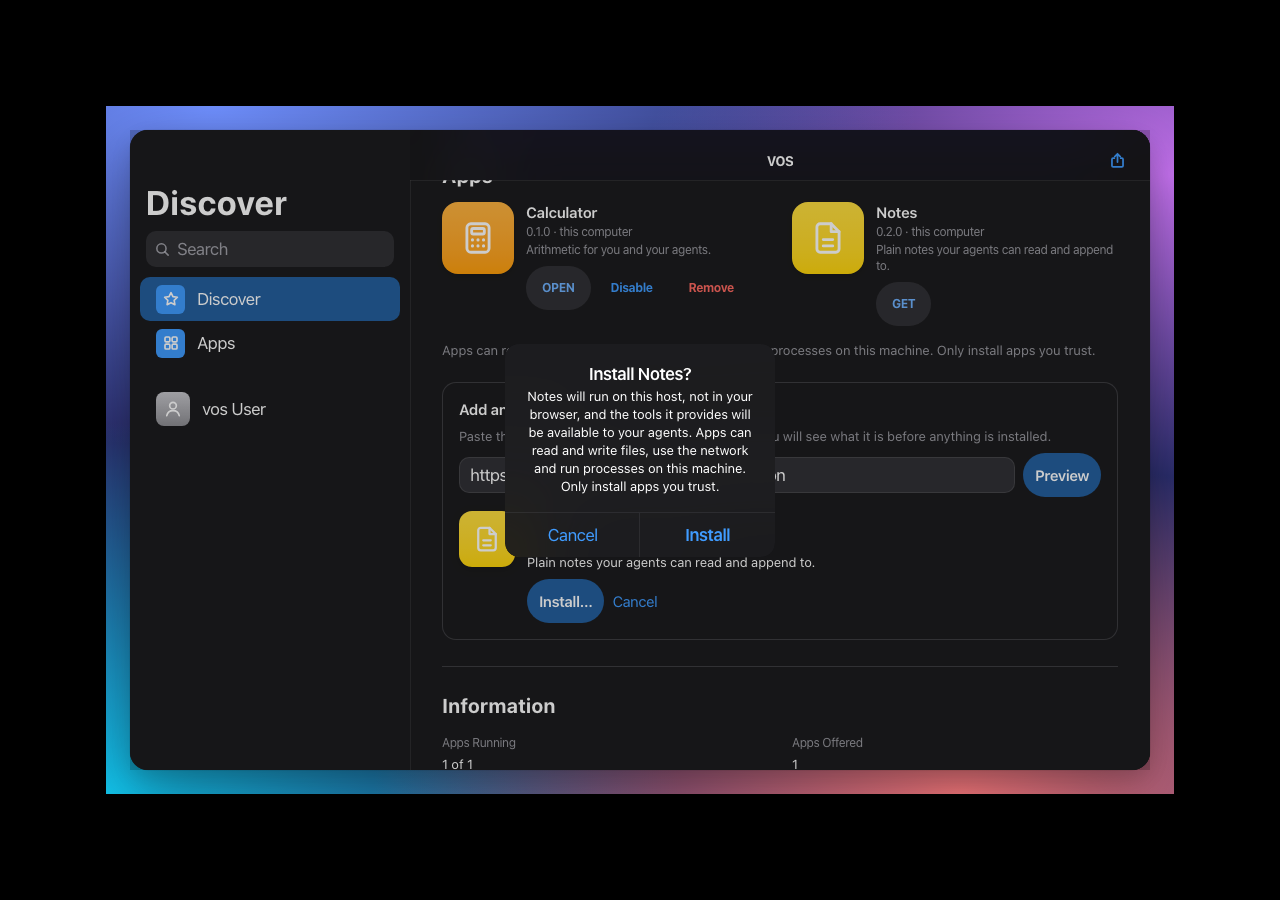 VOS
Discover
Search
Discover
Apps
vos User
Apps
Calculator
0.1.0 · this computer
Arithmetic for you and your agents.
OPEN
Disable
Remove
Notes
0.2.0 · this computer
Plain notes your agents can read and append
to.
GET
Apps can
processes on this machine. Only install apps you trust.
Install Notes?
Notes will run on this host, not in your
browser, and the tools it provides will
be available to your agents. Apps can
read and write files, use the network
and run processes on this machine.
Only install apps you trust.
Cancel
Install
Add
Paste
will see what it is before anything is installed.
https
Preview
Plain notes your agents can read and append to.
Install...
Cancel
Information
Apps Running
1 of 1
Apps Offered
1